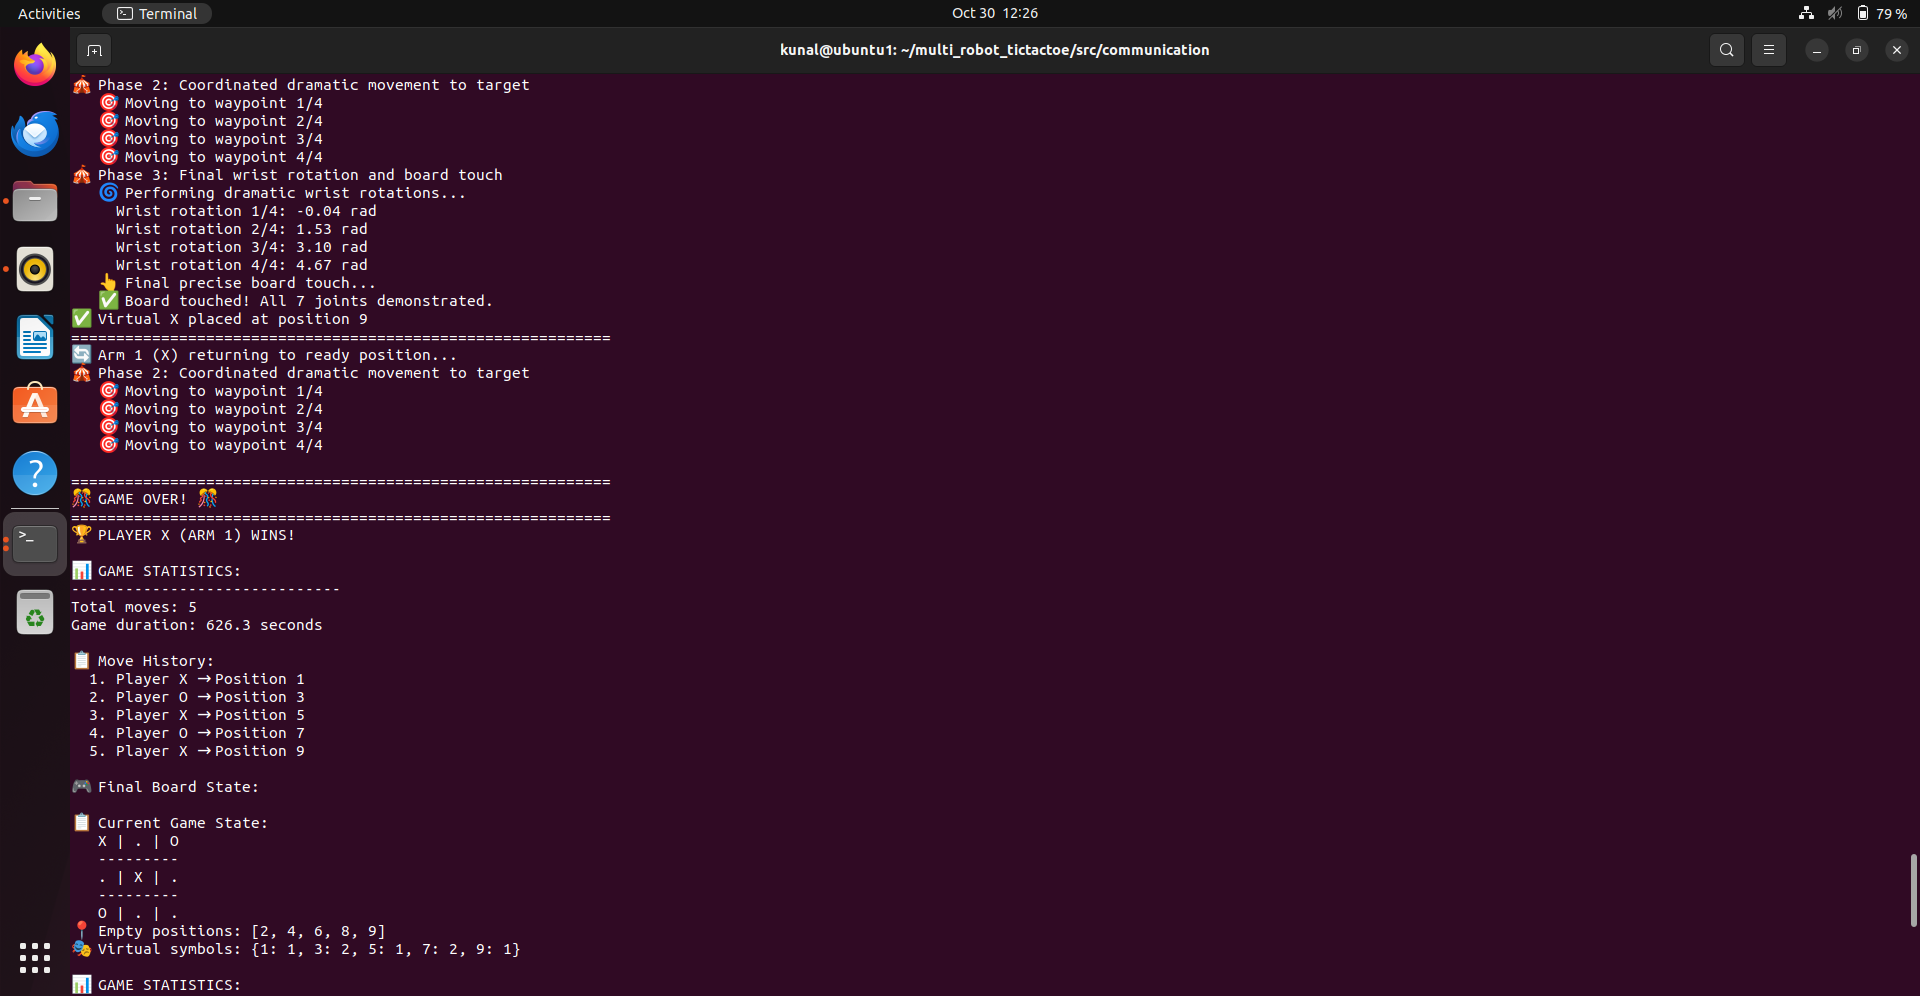 Activities
Terminal
Oct 30 12:26
79 %
kunal@ubuntu1: ~/multi_robot_tictactoe/src/communication
🎪 Phase 2: Coordinated dramatic movement to target
🎯 Moving to waypoint 1/4
🎯 Moving to waypoint 2/4
🎯 Moving to waypoint 3/4
🎯 Moving to waypoint 4/4
🎪 Phase 3: Final wrist rotation and board touch
🌀 Performing dramatic wrist rotations...
Wrist rotation 1/4: -0.04 rad
Wrist rotation 2/4: 1.53 rad
Wrist rotation 3/4: 3.10 rad
Wrist rotation 4/4: 4.67 rad
👆 Final precise board touch...
✅ Board touched! All 7 joints demonstrated.
✅ Virtual X placed at position 9
============================================================
🔄 Arm 1 (X) returning to ready position...
🎪 Phase 2: Coordinated dramatic movement to target
🎯 Moving to waypoint 1/4
🎯 Moving to waypoint 2/4
🎯 Moving to waypoint 3/4
🎯 Moving to waypoint 4/4
============================================================
🎊 GAME OVER! 🎊
============================================================
🏆 PLAYER X (ARM 1) WINS!
📊 GAME STATISTICS:
------------------------------
Total moves: 5
Game duration: 626.3 seconds
📋 Move History:
1. Player X → Position 1
2. Player O → Position 3
3. Player X → Position 5
4. Player O → Position 7
5. Player X → Position 9
🎮 Final Board State:
📋 Current Game State:
X | . | O
---------
. | X | .
---------
O | . | .
📍 Empty positions: [2, 4, 6, 8, 9]
🎭 Virtual symbols: {1: 1, 3: 2, 5: 1, 7: 2, 9: 1}
📊 GAME STATISTICS: